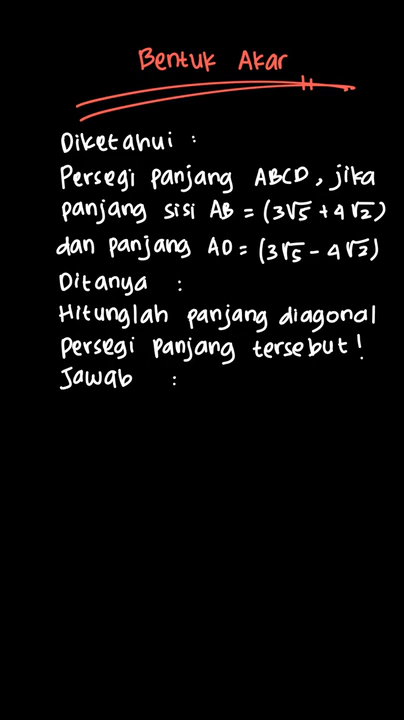 Bentuk Akar
Diketahui :
Persegi panjang ABCD, jika
panjang sisi AB = (3√5 + 4√2)
dan panjang AD = (3√5 - 4√2)
Ditanya :
Hitunglah panjang diagonal
persegi panjang tersebut!
Jawab :